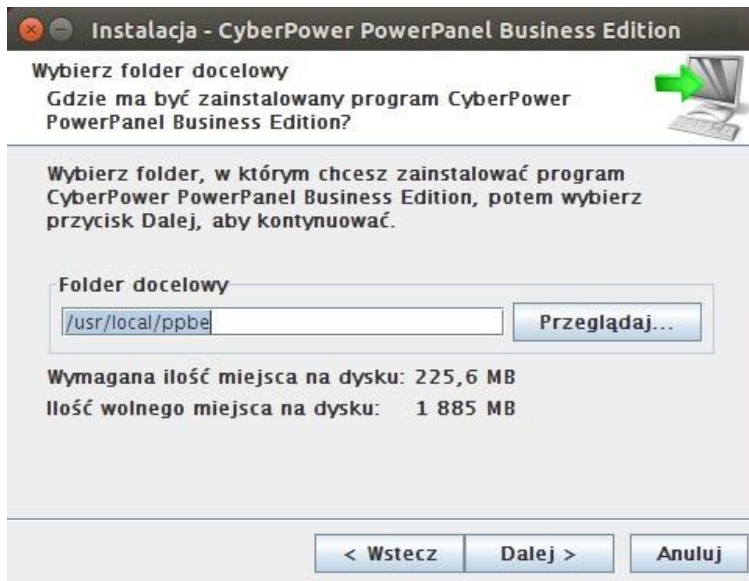 Instalacja - CyberPower PowerPanel Business Edition
Wybierz folder docelowy
Gdzie ma być zainstalowany program CyberPower
PowerPanel Business Edition?
Wybierz folder, w którym chcesz zainstalować program
CyberPower PowerPanel Business Edition, potem wybierz
przycisk Dalej, aby kontynuować.
Folder docelowy
/usr/local/ppbe
Przeglądaj...
Wymagana ilość miejsca na dysku: 225,6 MB
Ilość wolnego miejsca na dysku: 1 885 MB
< Wstecz
Dalej >
Anuluj